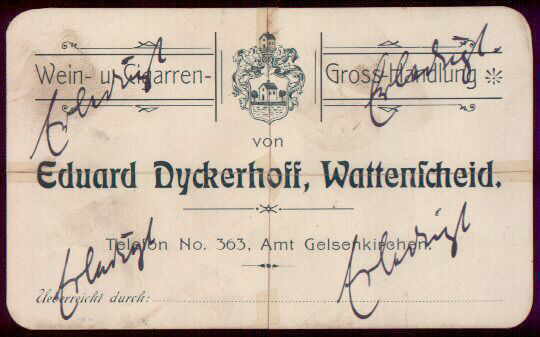 Wein- u. Cigarren- Gross-Handlung
Erledigt Erledigt.
von
Eduard Dyckerhoff, Wattenscheid.
Telefon No. 363, Amt Gelsenkirchen.
Erledigt Erledigt
Ueberreicht durch: